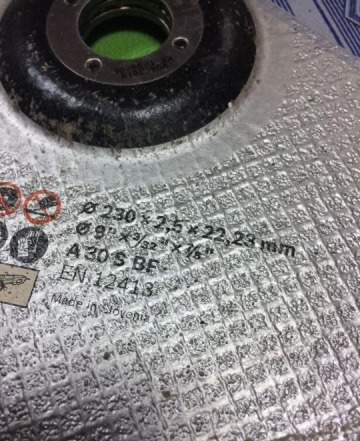 Ø 230 x 2,5 x 22,23 mm
Ø 9" x 3/32" x 7/8"
A 30 S BF
EN 12413
Made in Slovenia